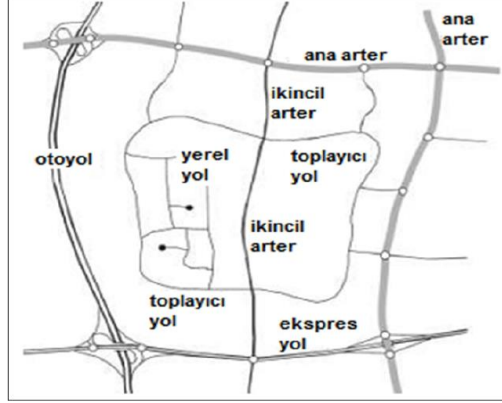 ana
arter
ana arter
ikincil
arter
otoyol
yerel
yol
toplayıcı
yol
ikincil
arter
toplayıcı
yol
ekspres
yol